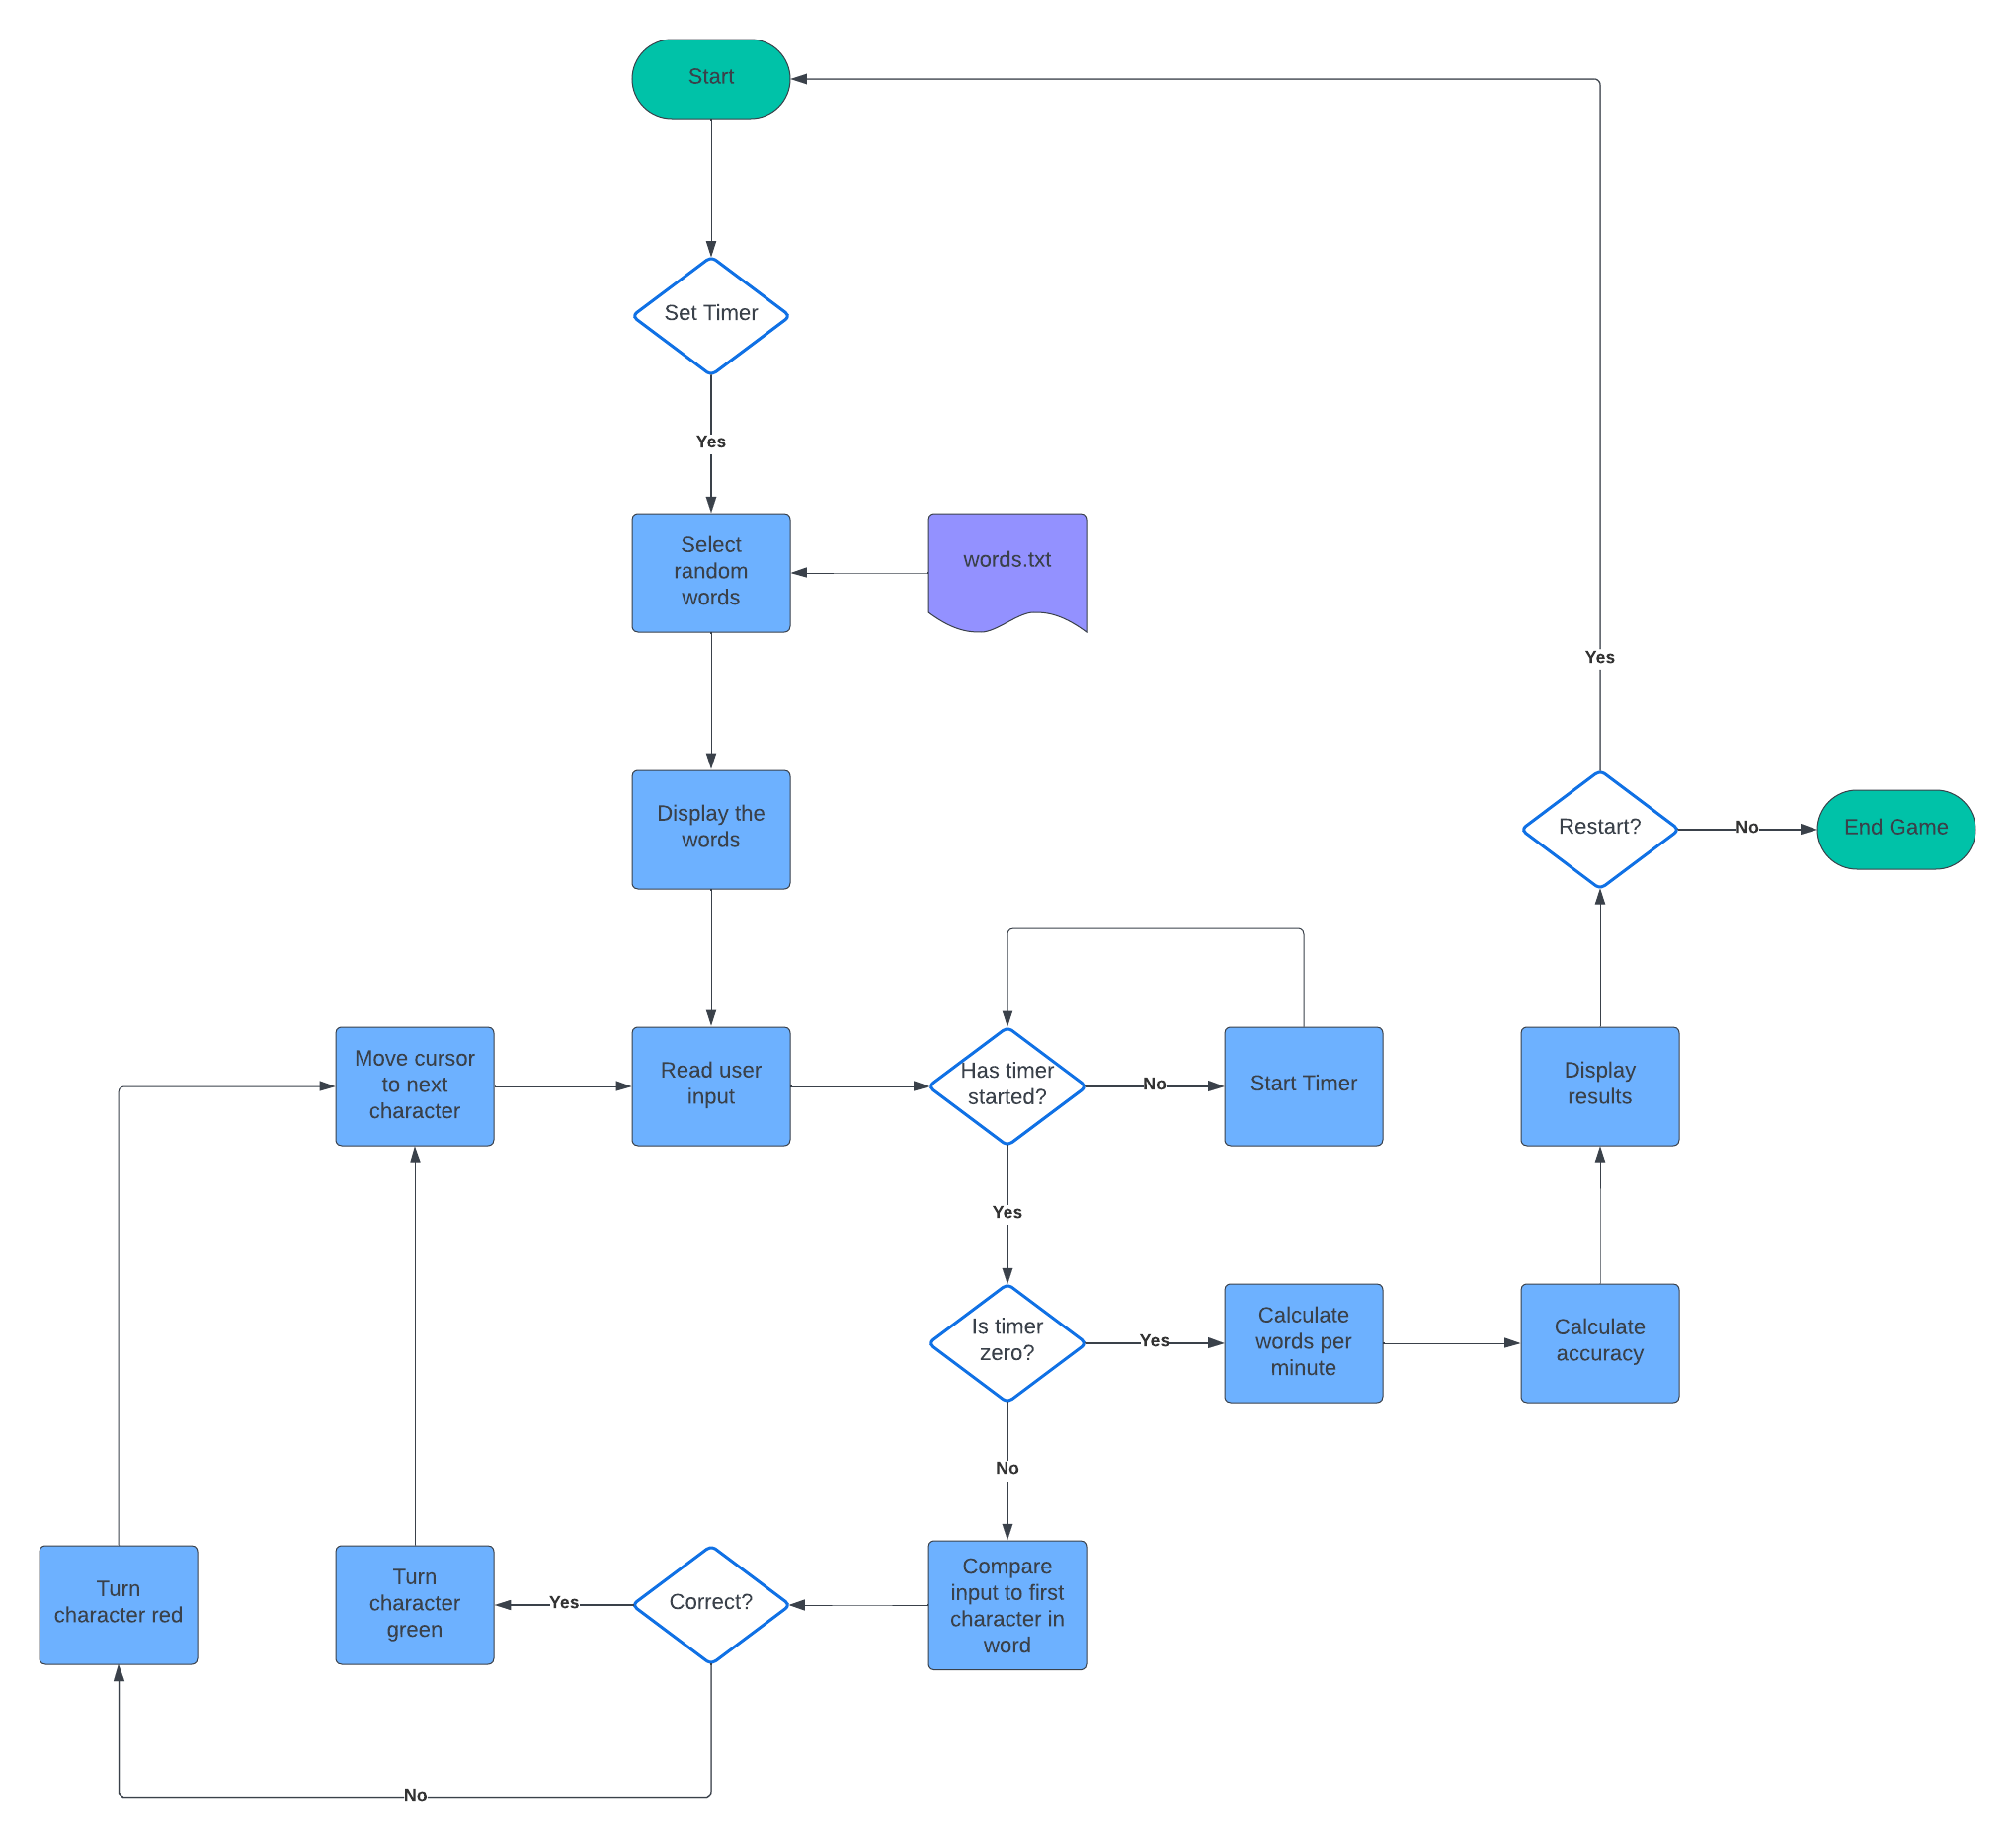 Start
Set Timer
Yes
Select
random
words
words.txt
Yes
Display the
words
Restart?
No
End Game
Move cursor
to next
character
Read user
input
Has timer
started?
No
Start Timer
Display
results
Yes
Is timer
zero?
Yes
Calculate
words per
minute
Calculate
accuracy
No
Turn
character red
Turn
character
green
Yes
Correct?
Compare
input to first
character in
word
No